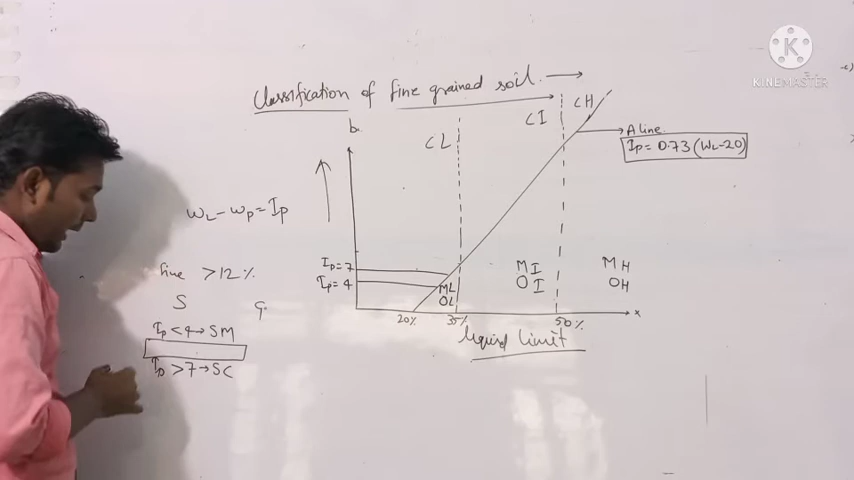 Classification of fine grained soil.
CL
CI
CH
A line
Ip = 0.73(WL-20)
WL - WP = IP
Ip=7
Ip=4
ML
OL
MI
OI
MH
OH
20%
35%
50%
x
liquid limit
fine >12%
S
G
Ip <4→SM
Ip >7→SC
K
KINEMASTER